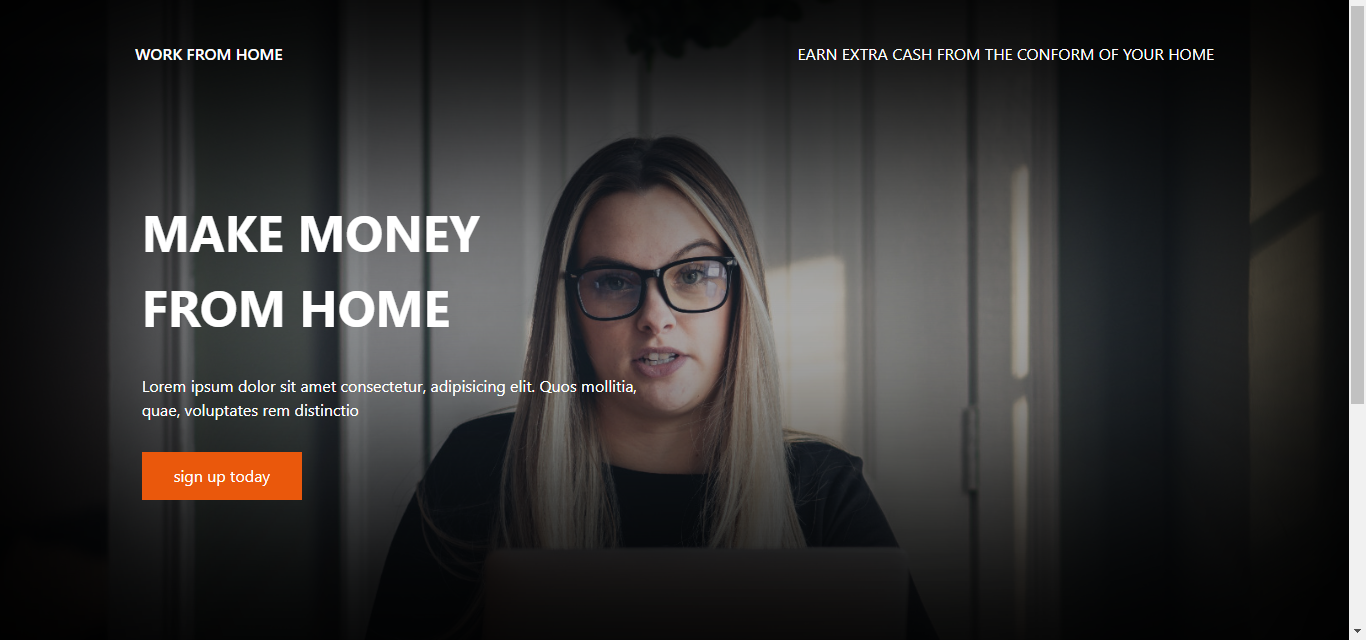 WORK FROM HOME
EARN EXTRA CASH FROM THE CONFORM OF YOUR HOME
MAKE MONEY
FROM HOME
Lorem ipsum dolor sit amet consectetur, adipisicing elit. Quos mollitia,
quae, voluptates rem distinctio
sign up today